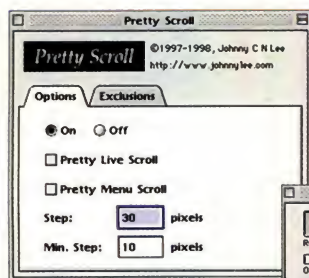 Pretty Scroll
Pretty Scroll
©1997-1998, Johnny C N Lee
http://www.johnnylee.com
Options
Exclusions
On
Off
Pretty Live Scroll
Pretty Menu Scroll
Step: 30 pixels
Min. Step: 10 pixels